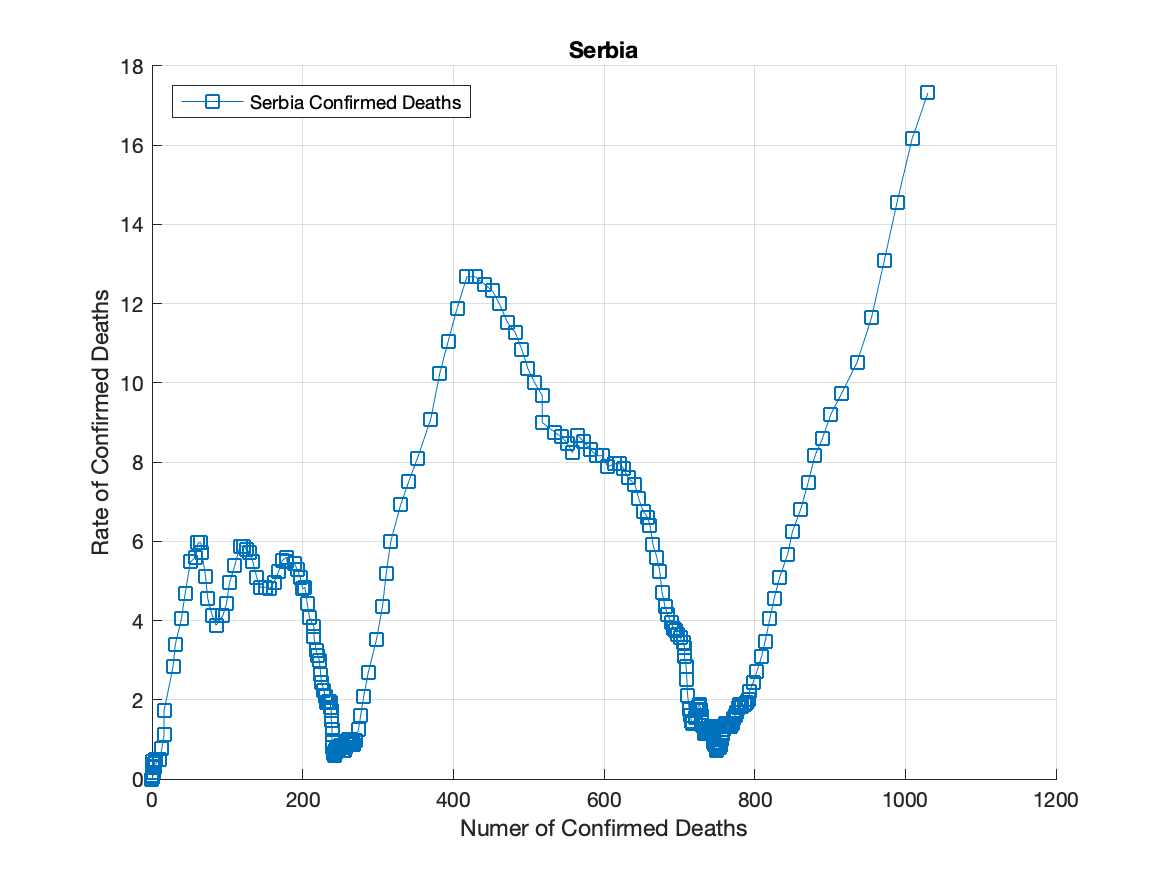 Serbia
Serbia Confirmed Deaths
18
16
14
12
10
8
6
4
2
0
Rate of Confirmed Deaths
0 200 400 600 800 1000 1200
Numer of Confirmed Deaths